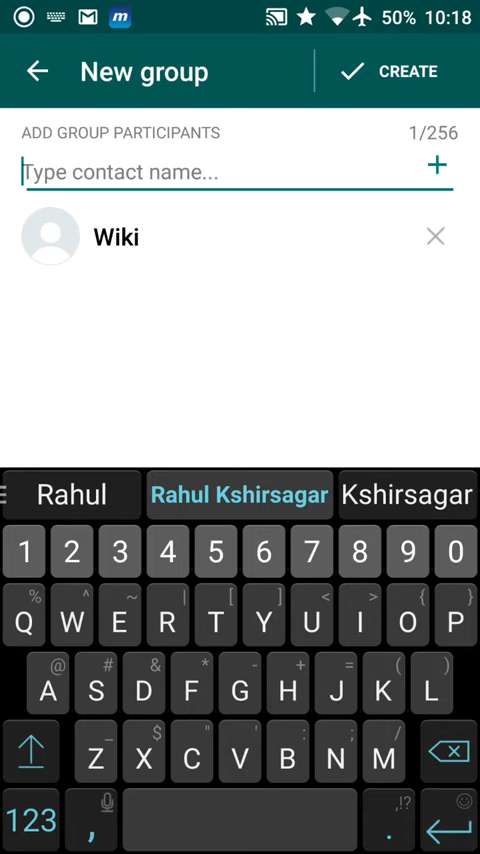 m 50% 10:18
New group CREATE
ADD GROUP PARTICIPANTS 1/256
Type contact name...
Wiki
Rahul Rahul Kshirsagar Kshirsagar
1 2 3 4 5 6 7 8 9 0
% ^ ~ | [ ] < > { }
Q W E R T Y U I O P
@ # & * - + = ( )
A S D F G H J K L
_ $ " ' : ; /
Z X C V B N M
123 , ,!? .